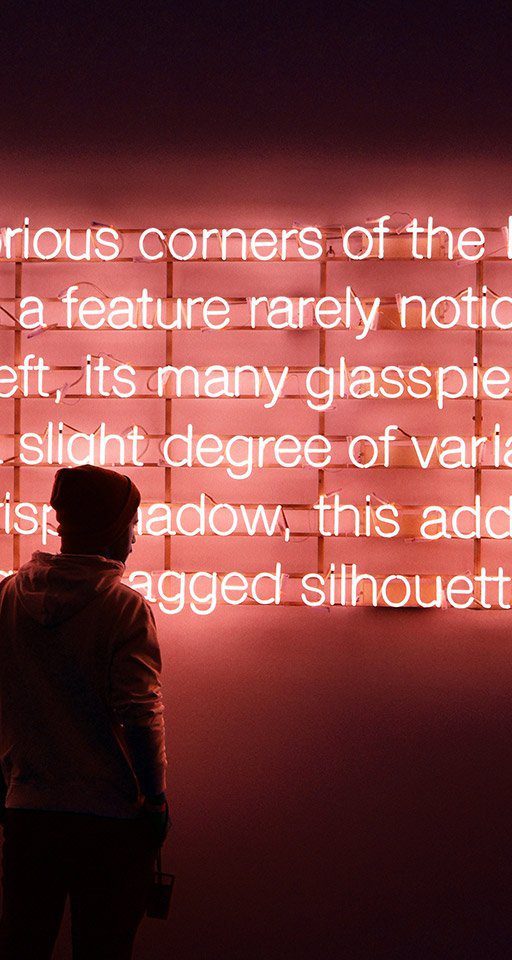 rious corners of the
a feature rarely notic
eft, its many glasspie
slight degree of varia
risp hadow, this add
agged silhouett